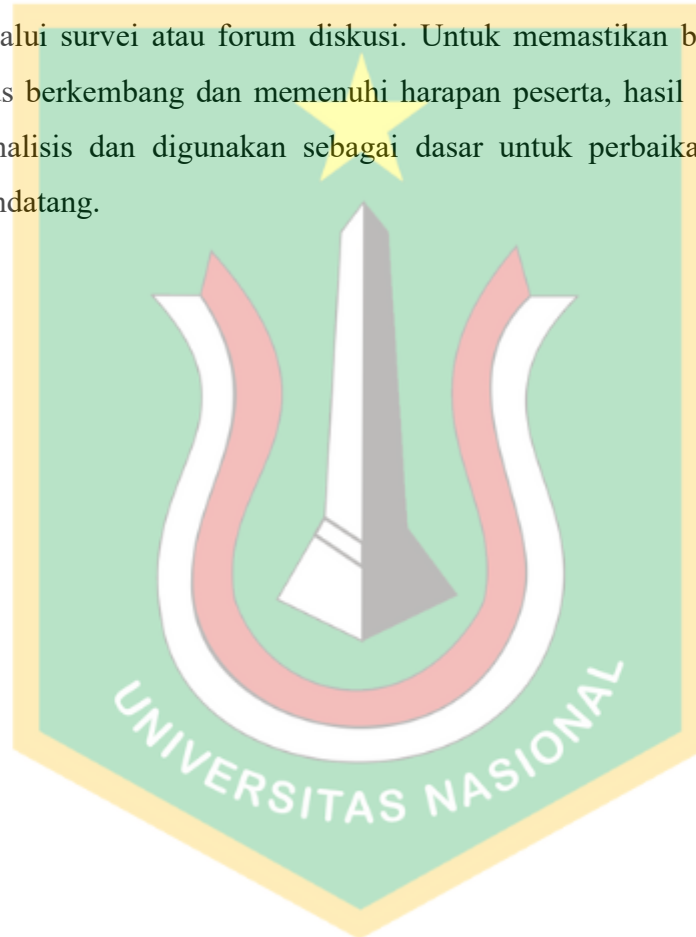 alui survei atau forum diskusi. Untuk memastikan b
s berkembang dan memenuhi harapan peserta, hasil
nalisis dan digunakan sebagai dasar untuk perbaika
ndatang.
UNIVERSITAS NASIONAL